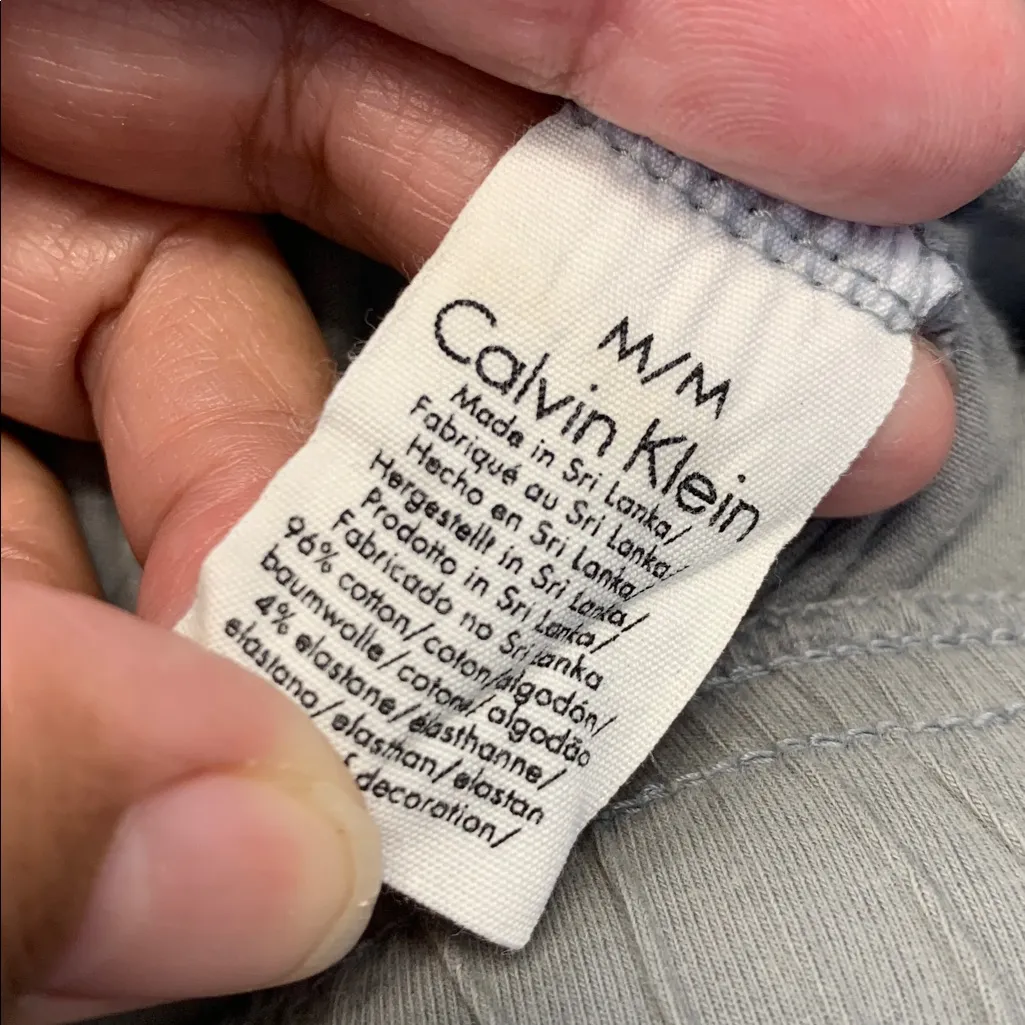 M/M
Calvin Klein
Made in Sri Lanka/
Fabriqué au Sri Lanka/
Hecho en Sri Lanka/
Hergestellt in Sri Lanka/
Prodotto in Sri Lanka/
Fabricado no Sri Lanka
96% cotton/coton/algodón/
baumwolle/cotone/algodão
4% elastane/élasthanne/
elastano/elasthan/elastan
decoration/